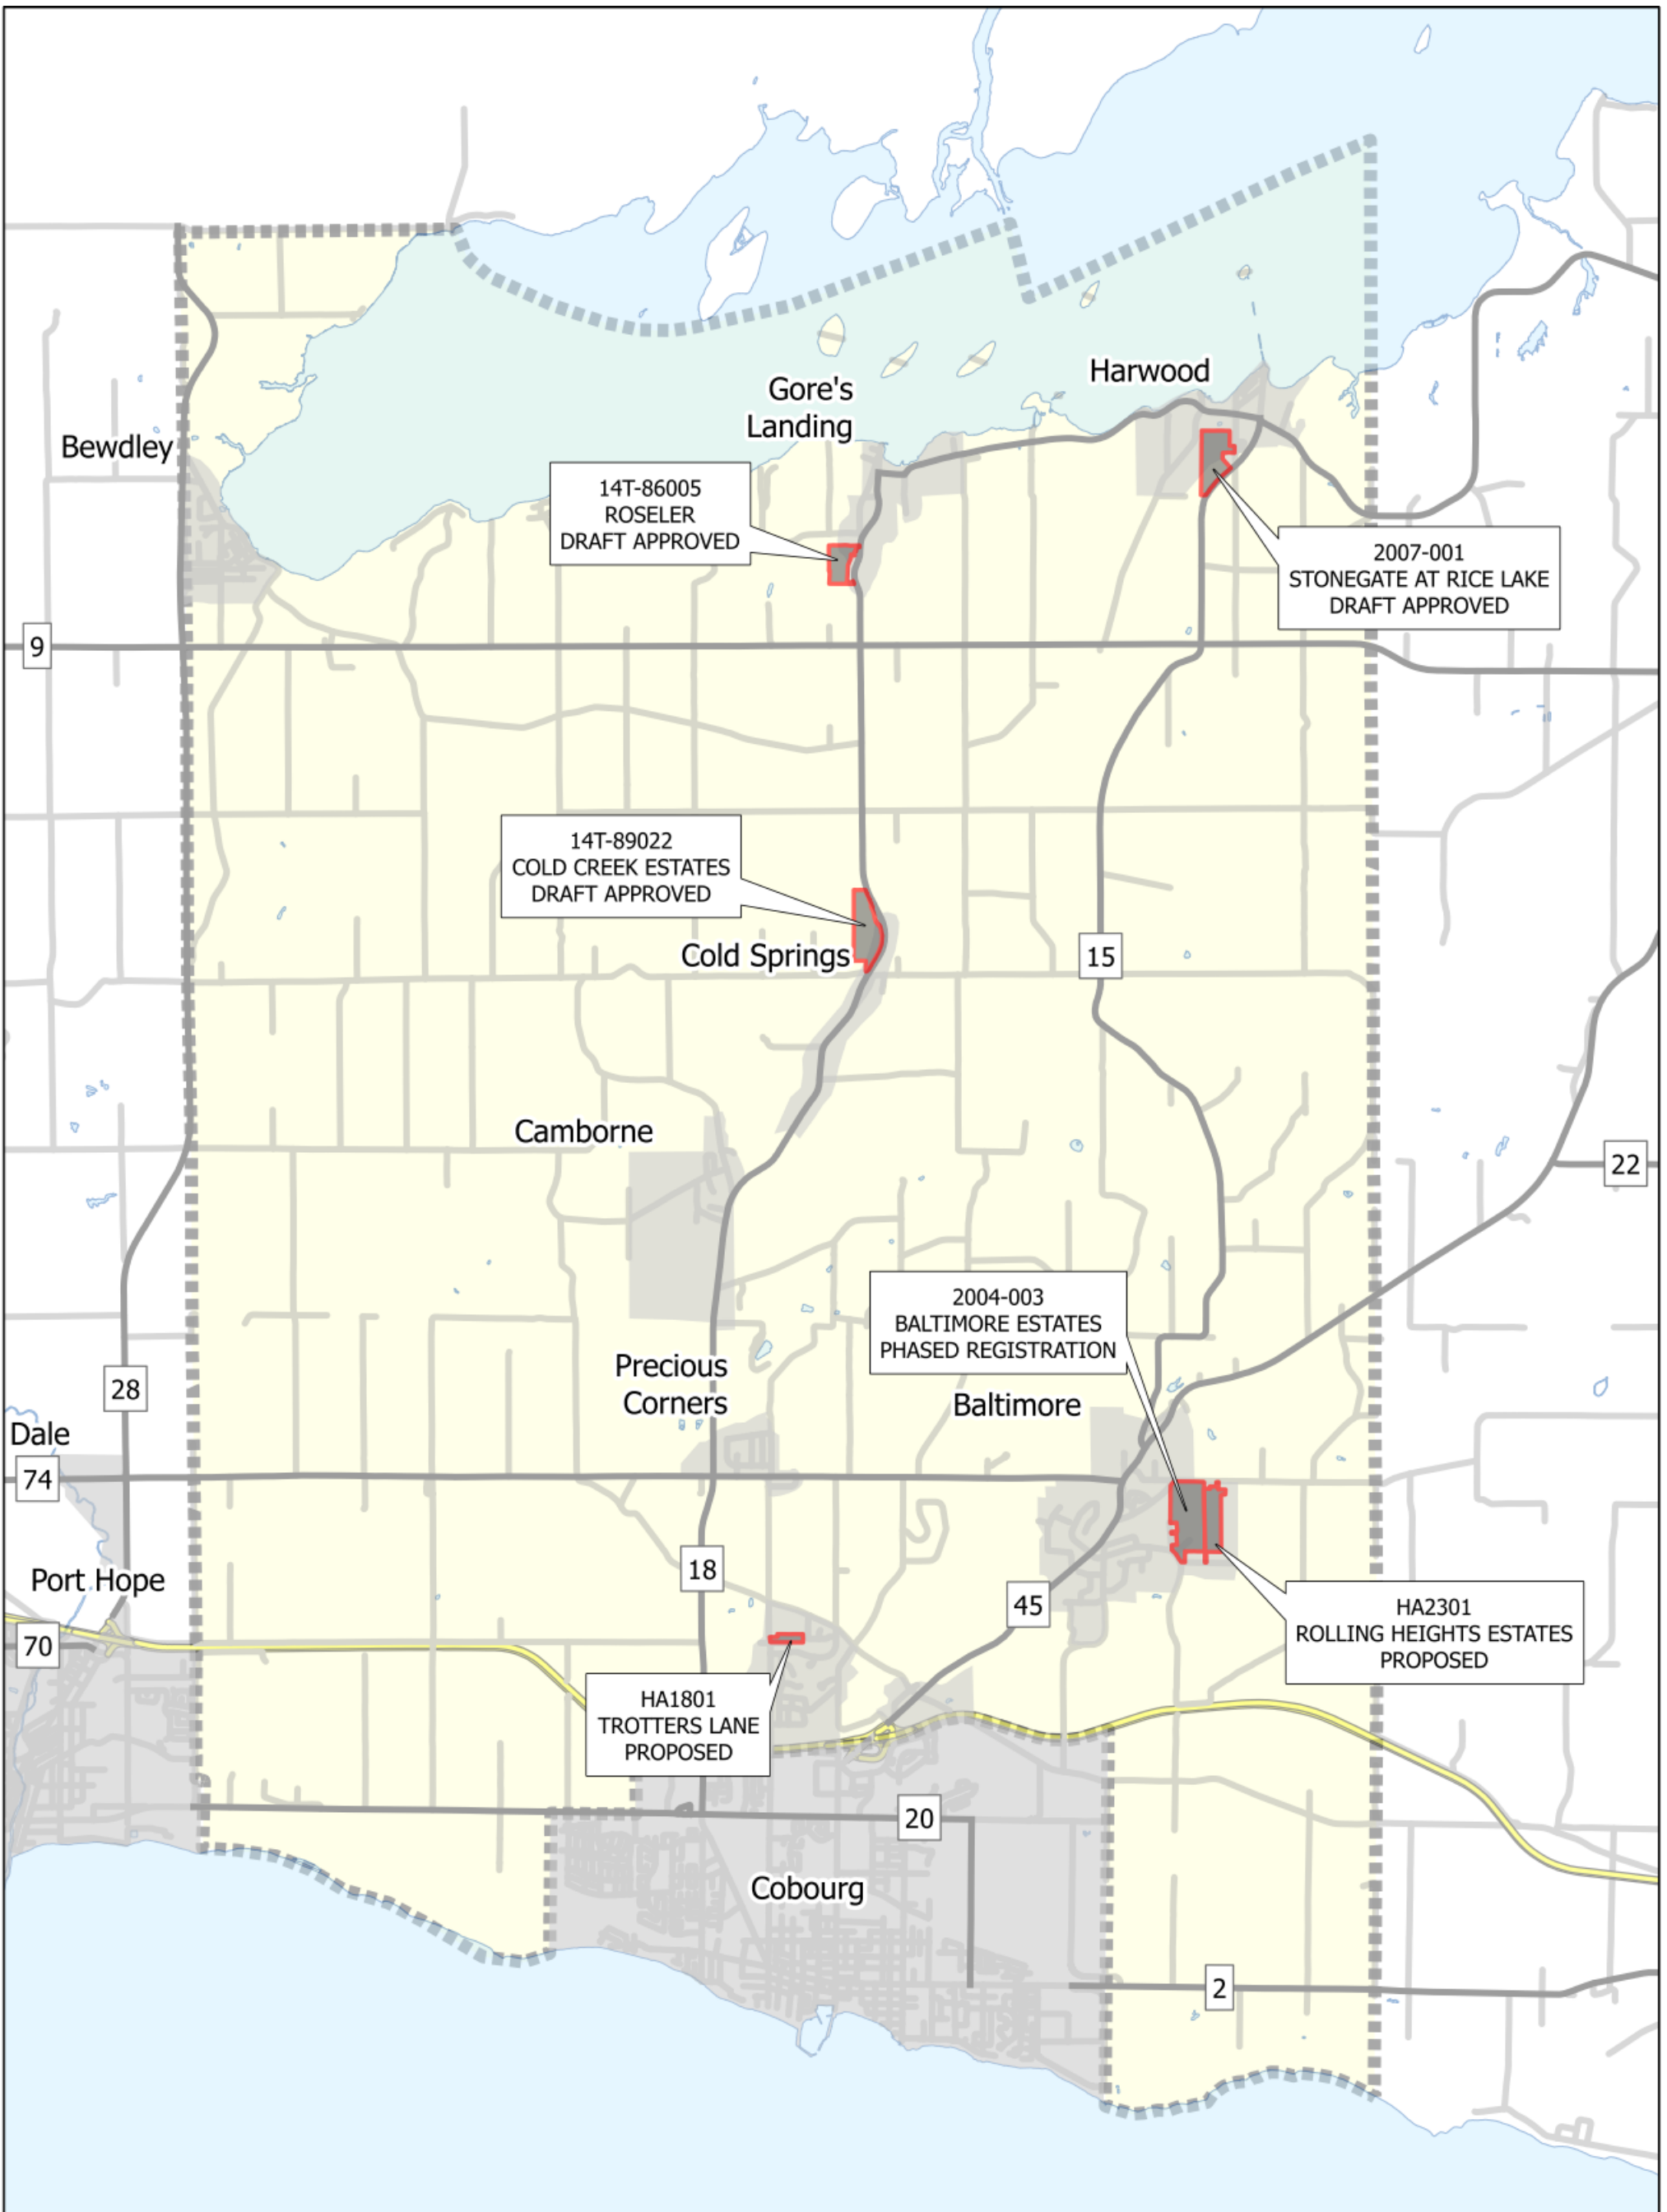 Harwood
Gore's
Landing
Bewdley
14T-86005
ROSELER
DRAFT APPROVED
2007-001
STONEGATE AT RICE LAKE
DRAFT APPROVED
9
14T-89022
COLD CREEK ESTATES
DRAFT APPROVED
Cold Springs
15
Camborne
22
2004-003
BALTIMORE ESTATES
PHASED REGISTRATION
Precious
Corners
28
Baltimore
Dale
74
Port Hope
18
45
HA2301
ROLLING HEIGHTS ESTATES
PROPOSED
70
HA1801
TROTTERS LANE
PROPOSED
20
Cobourg
2